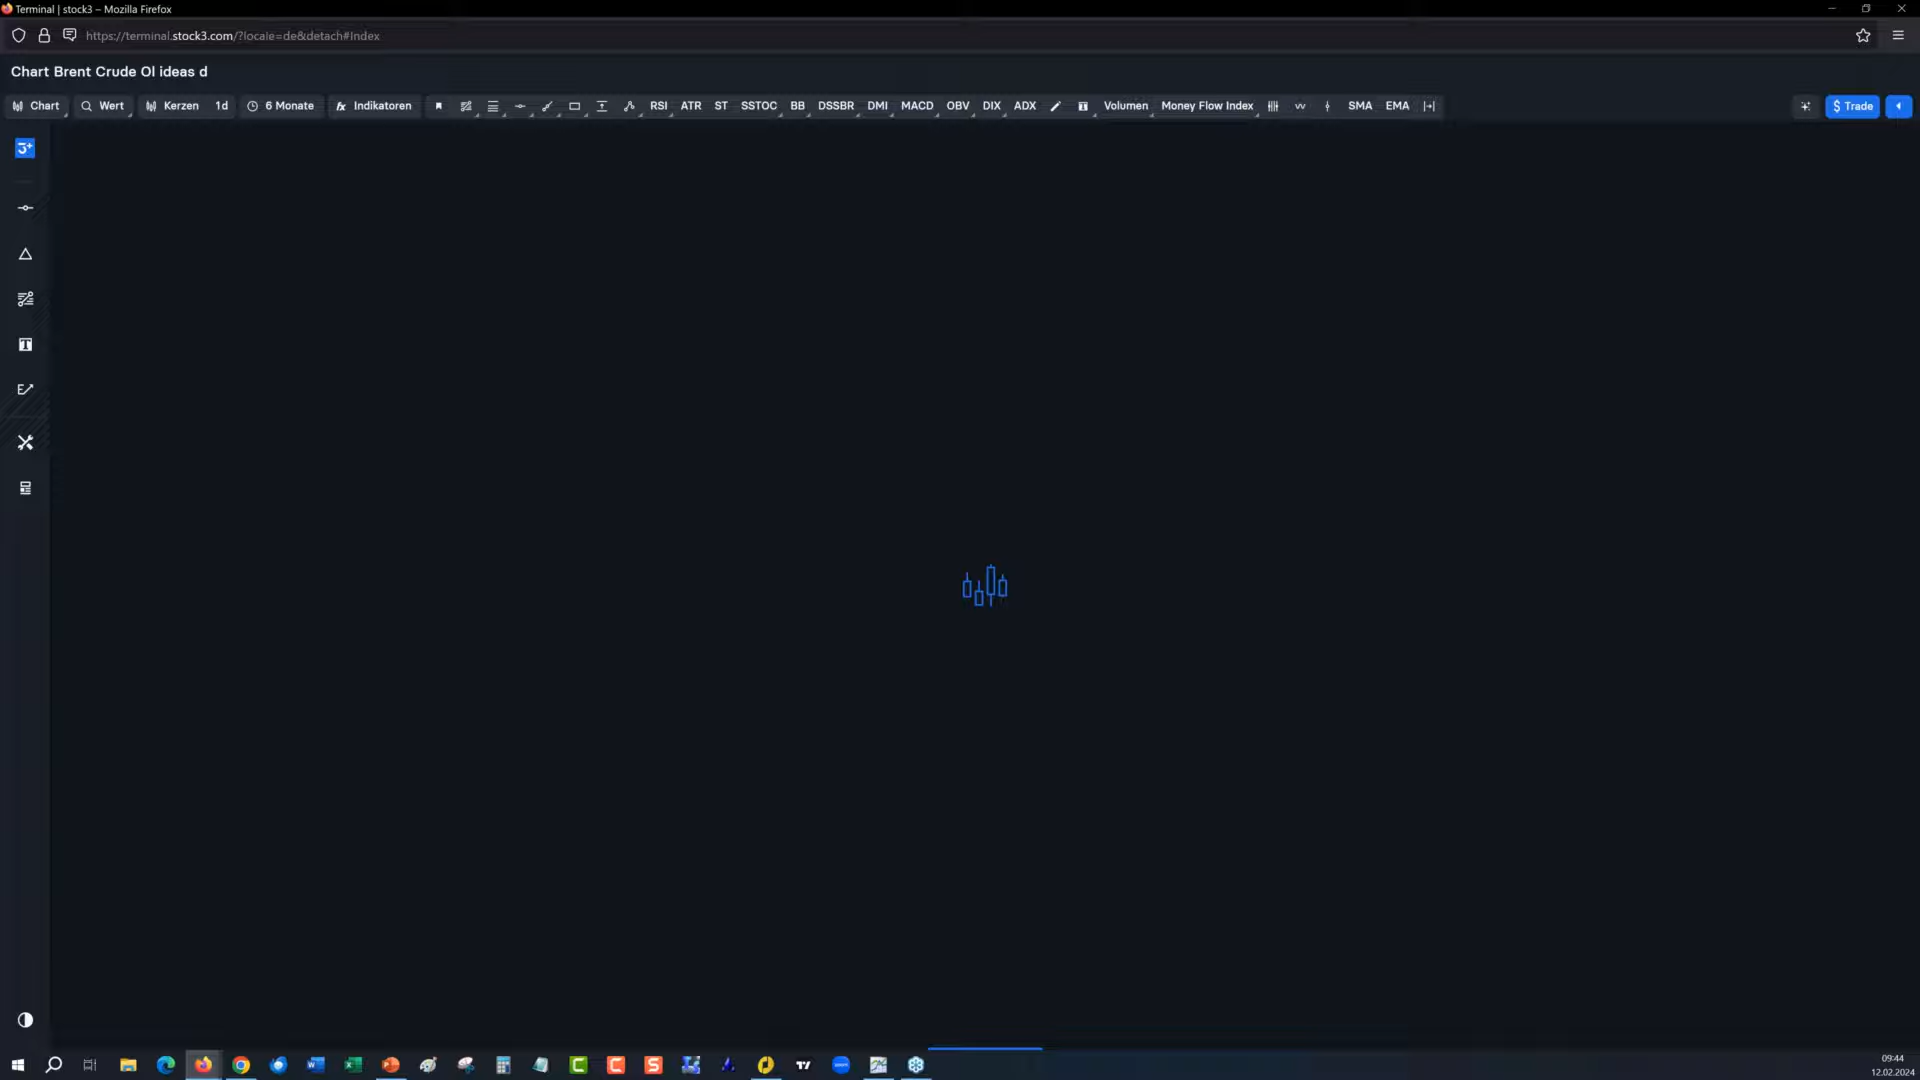 Terminal | stock3 – Mozilla Firefox
https://terminal.stock3.com/?locale=de&detach#index
Chart Brent Crude Ol ideas d
Chart Wert Kerzen 1d 6 Monate fx Indikatoren RSI ATR ST SSTOC BB DSSBR DMI MACD OBV DIX ADX Volumen Money Flow Index SMA EMA $ Trade
3+
09:44
12.02.2024